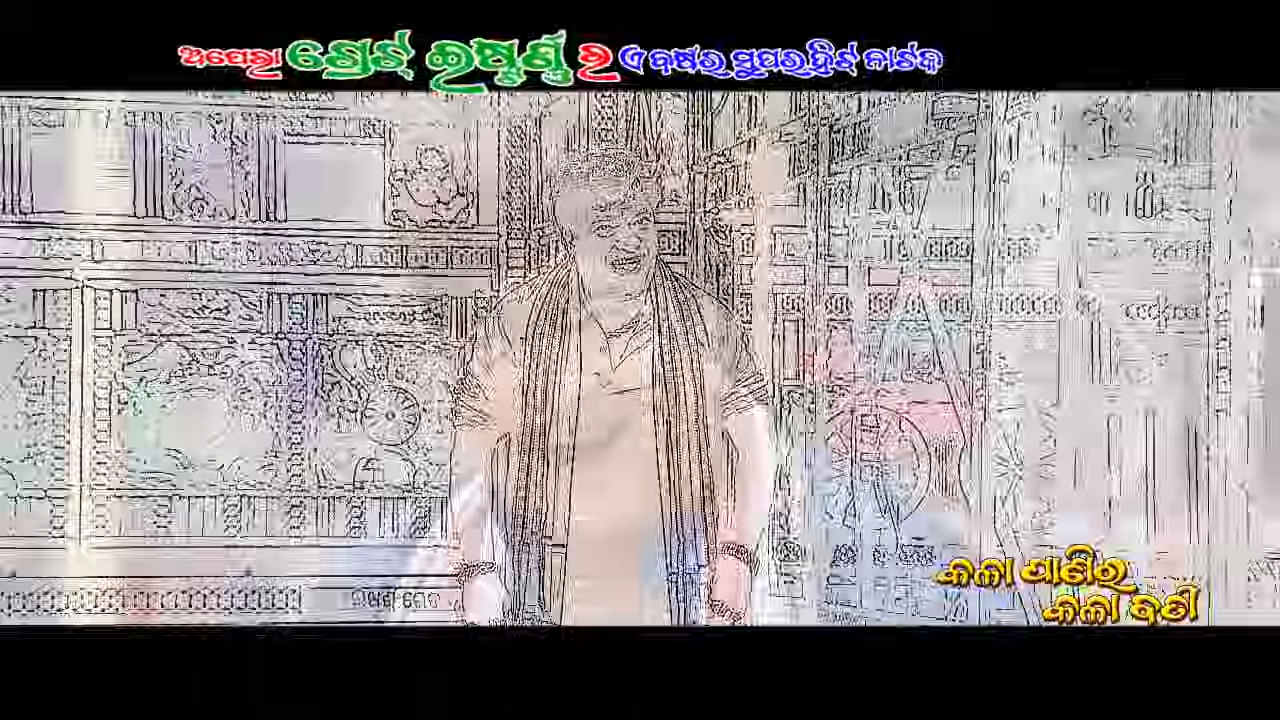 ଅପେରା ଗ୍ରେଟ୍ ଇଷ୍ଟର୍ଣ୍ଣ ର ଏ ବର୍ଷର ସୁପରହିଟ୍ ନାଟକ
କଳା ପାଣିର
କଳା ବତୀ